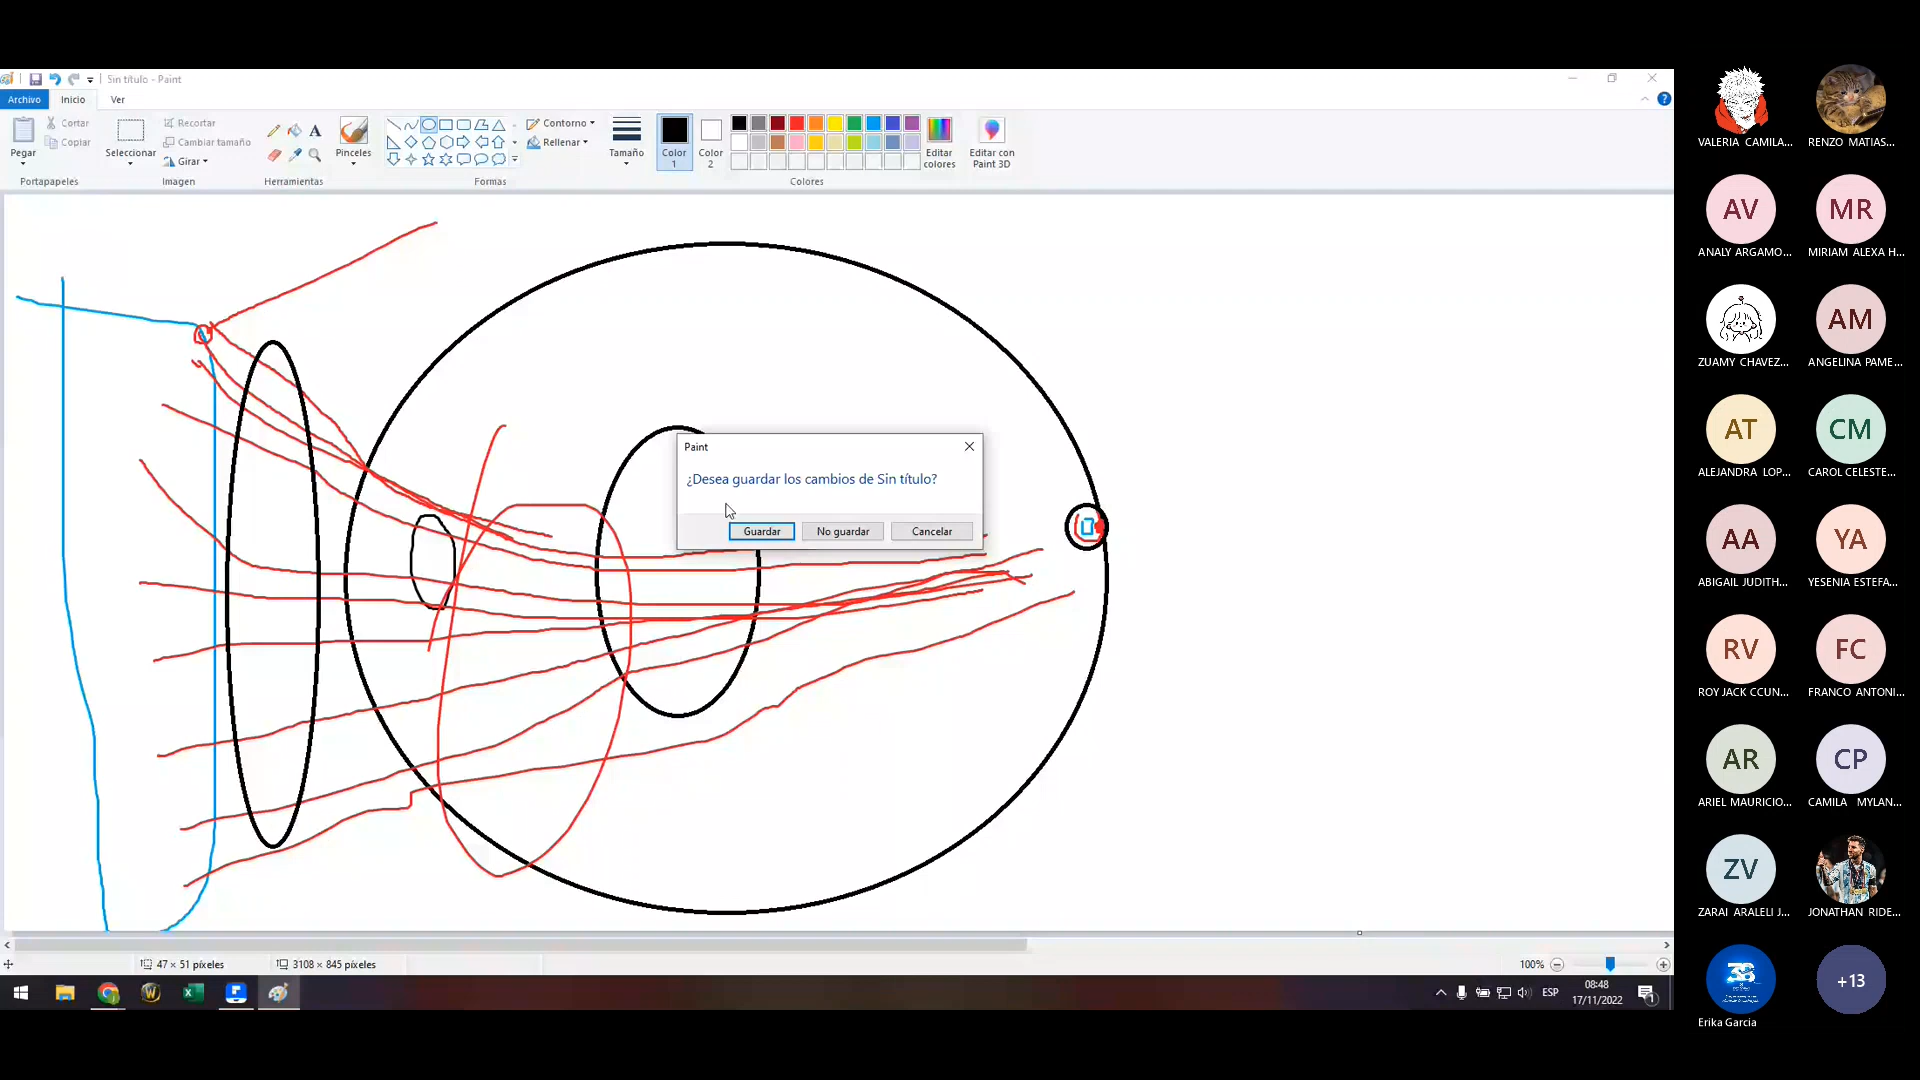 Sin título - Paint
Archivo Inicio Ver
Pegar
Cortar
Copiar
Portapapeles
Seleccionar
Recortar
Cambiar tamaño
Girar
Imagen
A
Herramientas
Pinceles
Contorno
Rellenar
Formas
Tamaño
Color
1
Color
2
Editar
colores
Colores
Editar con
Paint 3D
Paint
¿Desea guardar los cambios de Sin título?
Guardar No guardar Cancelar
47 × 51 píxeles 3108 × 845 píxeles 100%
ESP
08:48
17/11/2022
1
VALERIA CAMILA... RENZO MATIAS...
AV MR
ANALY ARGAMO... MIRIAM ALEXA H...
AM
ZUAMY CHAVEZ... ANGELINA PAME...
AT CM
ALEJANDRA LOP... CAROL CELESTE...
AA YA
ABIGAIL JUDITH... YESENIA ESTEFA...
RV FC
ROY JACK CCUN... FRANCO ANTONI...
AR CP
ARIEL MAURICIO... CAMILA MYLAN...
ZV
ZARAI ARALELI J... JONATHAN RIDE...
+13
Erika Garcia